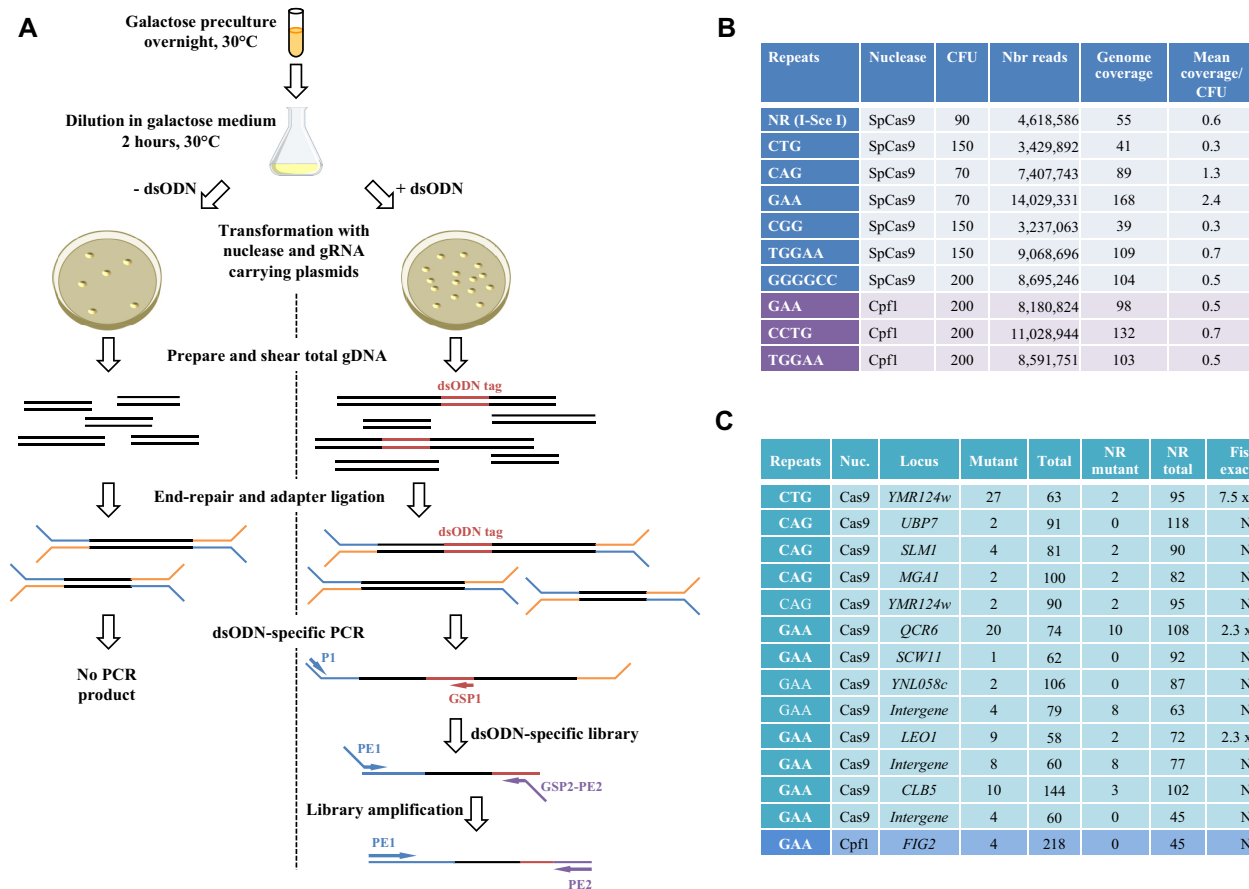 A
Galactose preculture
overnight, 30°C
Dilution in galactose medium
2 hours, 30°C
- dsODN
+ dsODN
Transformation with
nuclease and gRNA
carrying plasmids
Prepare and shear total gDNA
dsODN tag
End-repair and adapter ligation
dsODN tag
dsODN-specific PCR
No PCR
product
P1
GSP1
dsODN-specific library
PE1
GSP2-PE2
Library amplification
PE1
PE2
B
Repeats Nuclease CFU Nbr reads Genome coverage Mean coverage/ CFU
NR (I-Sce I) SpCas9 90 4,618,586 55 0.6
CTG SpCas9 150 3,429,892 41 0.3
CAG SpCas9 70 7,407,743 89 1.3
GAA SpCas9 70 14,029,331 168 2.4
CGG SpCas9 150 3,237,063 39 0.3
TGGAA SpCas9 150 9,068,696 109 0.7
GGGGCC SpCas9 200 8,695,246 104 0.5
GAA Cpf1 200 8,180,824 98 0.5
CCTG Cpf1 200 11,028,944 132 0.7
TGGAA Cpf1 200 8,591,751 103 0.5
C
Repeats Nuc. Locus Mutant Total NR mutant NR total Fis exac
CTG Cas9 YMR124w 27 63 2 95 7.5 x
CAG Cas9 UBP7 2 91 0 118 N
CAG Cas9 SLM1 4 81 2 90 N
CAG Cas9 MGA1 2 100 2 82 N
CAG Cas9 YMR124w 2 90 2 95 N
GAA Cas9 QCR6 20 74 10 108 2.3 x
GAA Cas9 SCW11 1 62 0 92 N
GAA Cas9 YNL058c 2 106 0 87 N
GAA Cas9 Intergene 4 79 8 63 N
GAA Cas9 LEO1 9 58 2 72 2.3 x
GAA Cas9 Intergene 8 60 8 77 N
GAA Cas9 CLB5 10 144 3 102 N
GAA Cas9 Intergene 4 60 0 45 N
GAA Cpf1 FIG2 4 218 0 45 N